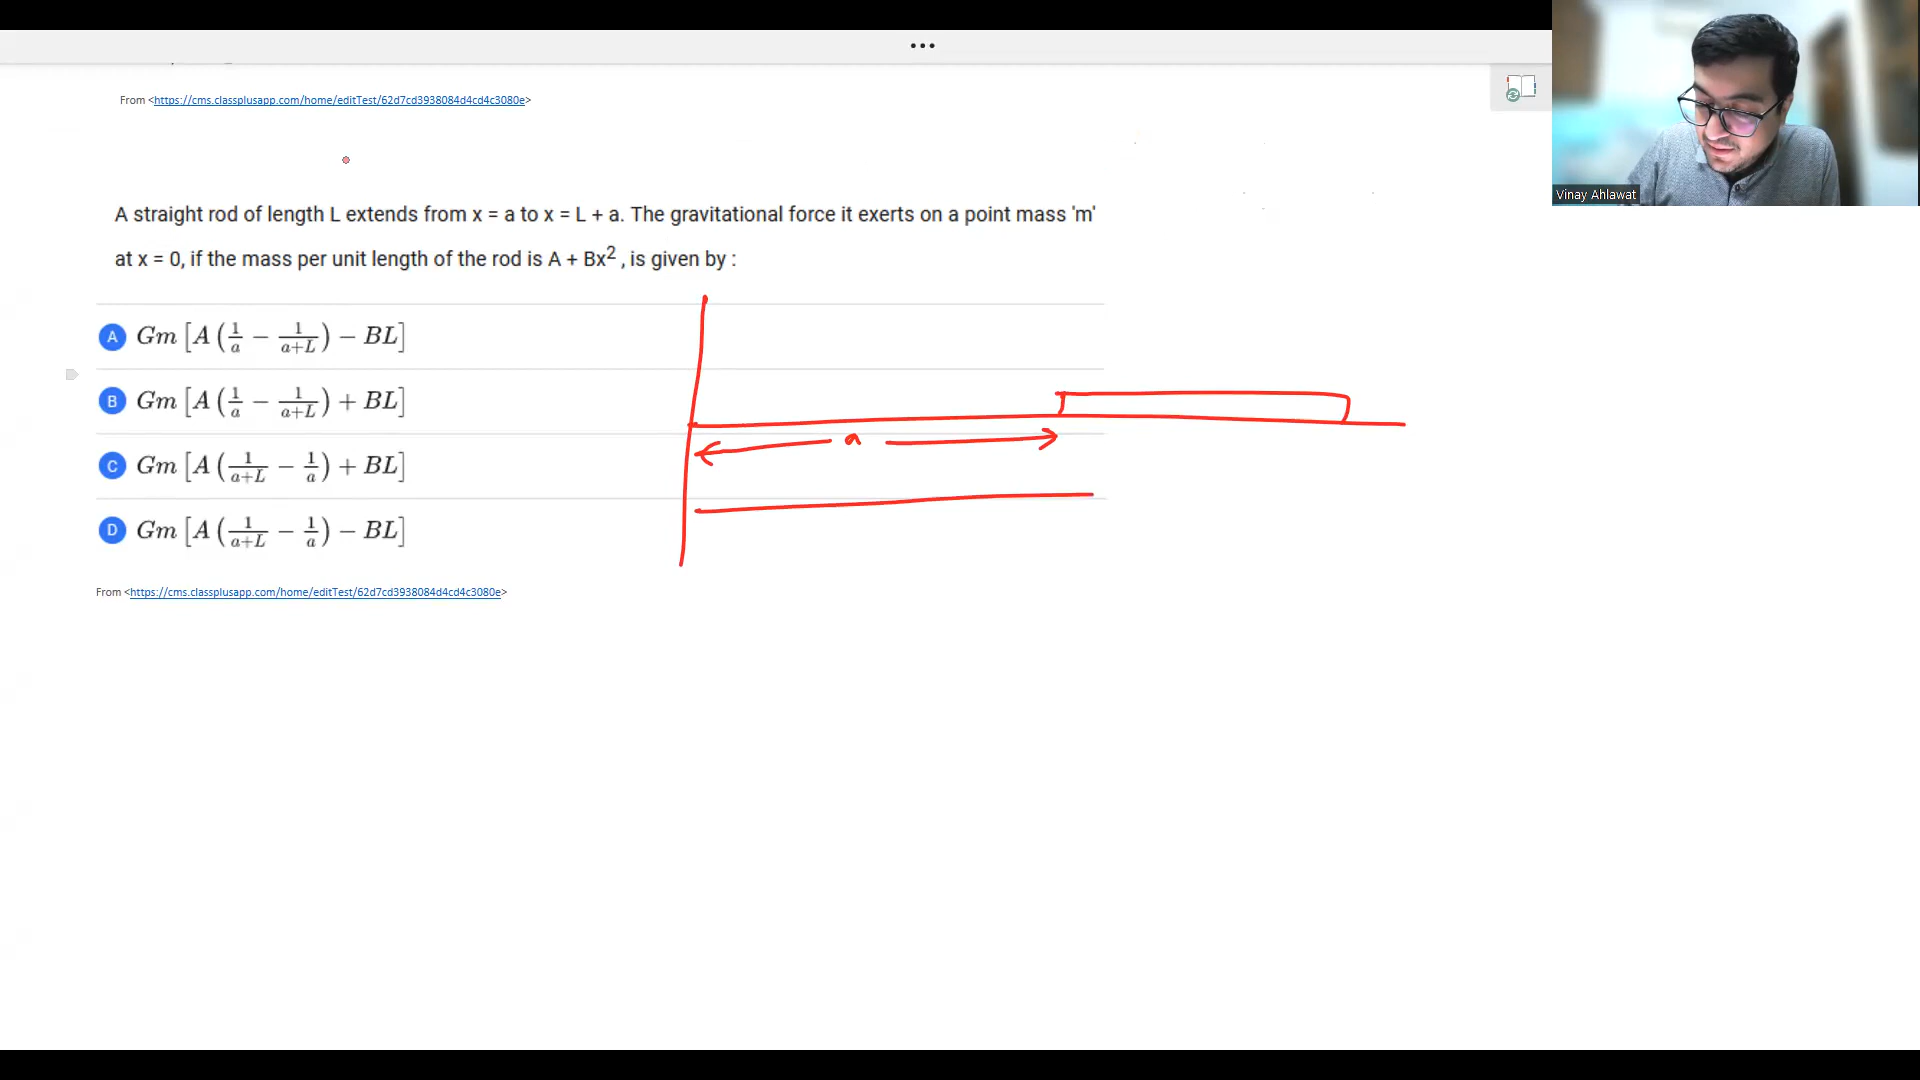 From <https://cms.classplusapp.com/home/editTest/62d7cd3938084d4cd4c3080e>
Vinay Ahlawat
A straight rod of length L extends from x = a to x = L + a. The gravitational force it exerts on a point mass 'm'
at x = 0, if the mass per unit length of the rod is A + Bx², is given by :
A Gm [A (1/a − 1/(a+L)) − BL]
B Gm [A (1/a − 1/(a+L)) + BL]
a
C Gm [A (1/(a+L) − 1/a) + BL]
D Gm [A (1/(a+L) − 1/a) − BL]
From <https://cms.classplusapp.com/home/editTest/62d7cd3938084d4cd4c3080e>